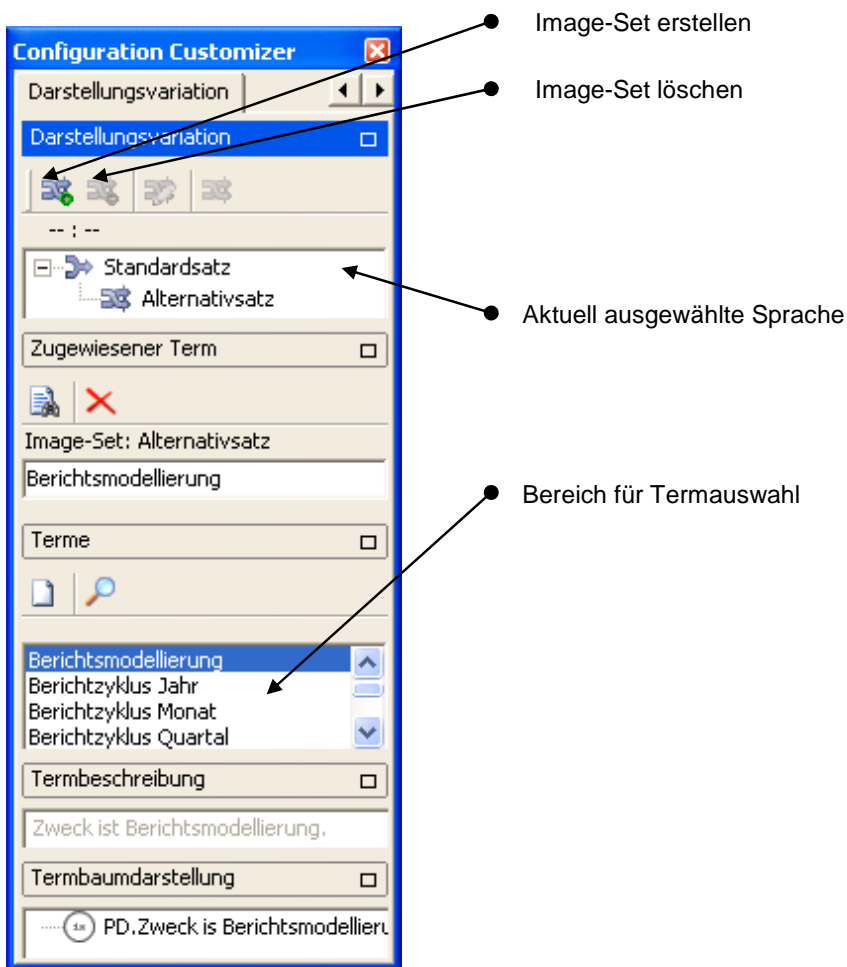 Image-Set erstellen
Configuration Customizer
Image-Set löschen
Darstellungsvariation
Darstellungsvariation
-- : --
Standardsatz
Alternativsatz
Aktuell ausgewählte Sprache
Zugewiesener Term
Image-Set: Alternativsatz
Berichtsmodellierung
Bereich für Termauswahl
Terme
Berichtsmodellierung
Berichtzyklus Jahr
Berichtzyklus Monat
Berichtzyklus Quartal
Termbeschreibung
Zweck ist Berichtsmodellierung.
Termbaumdarstellung
PD.Zweck is Berichtsmodellieru